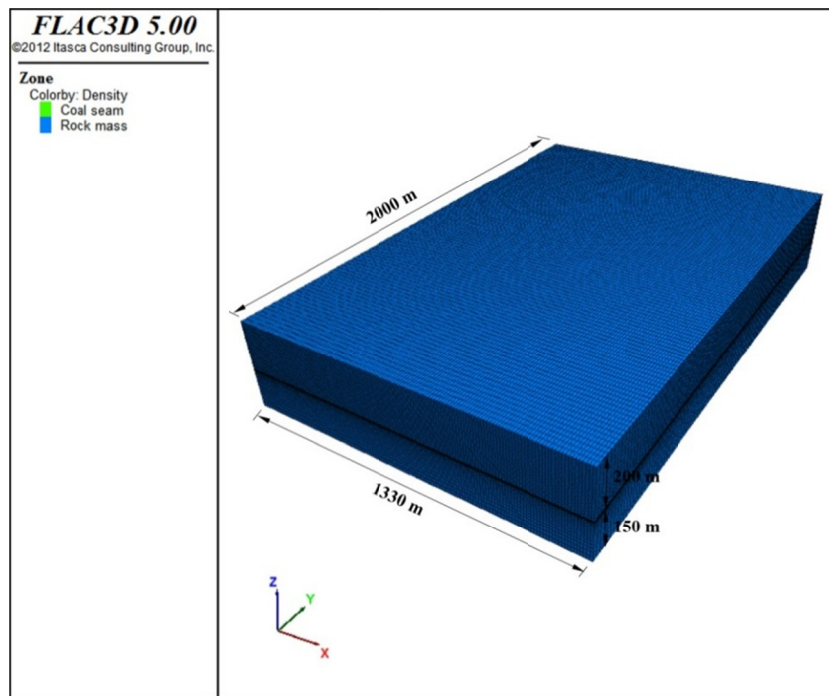 FLAC3D 5.00
©2012 Itasca Consulting Group, Inc.
Zone
Colorby: Density
Coal seam
Rock mass
2000 m
1330 m
200 m
150 m
Z
Y
X